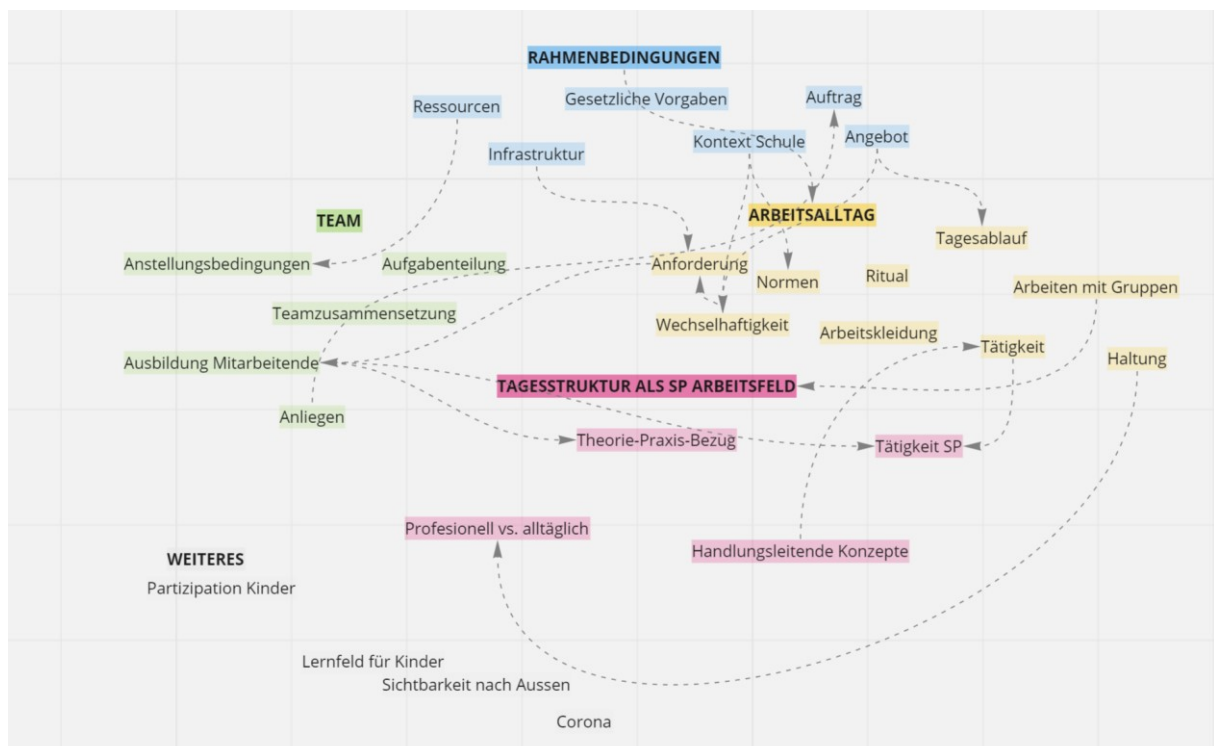 RAHMENBEDINGUNGEN
Ressourcen
Gesetzliche Vorgaben
Auftrag
Infrastruktur
Kontext Schule
Angebot
TEAM
ARBEITSALLTAG
Tagesablauf
Anstellungsbedingungen
Aufgabenteilung
Anforderung
Normen
Ritual
Arbeiten mit Gruppen
Teamzusammensetzung
Wechselhaftigkeit
Arbeitskleidung
Tätigkeit
Haltung
Ausbildung Mitarbeitende
TAGESSTRUKTUR ALS SP ARBEITSFELD
Anliegen
Theorie-Praxis-Bezug
Tätigkeit SP
Profesionell vs. alltäglich
Handlungsleitende Konzepte
WEITERES
Partizipation Kinder
Lernfeld für Kinder
Sichtbarkeit nach Aussen
Corona